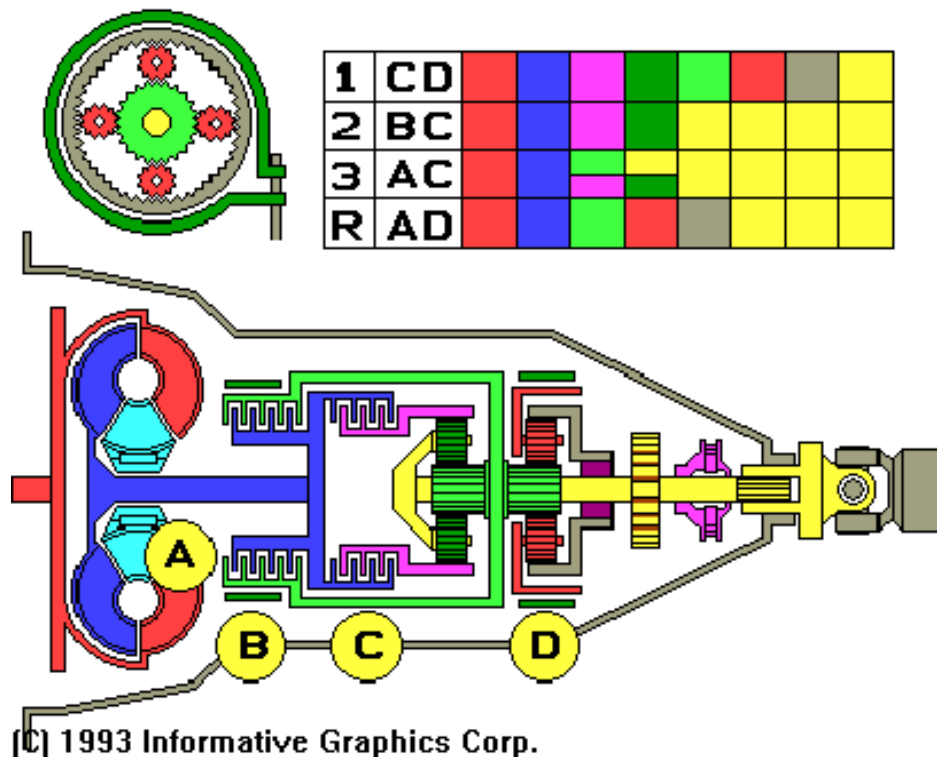 1 CD
2 BC
3 AC
R AD
A
B C D
(C) 1993 Informative Graphics Corp.